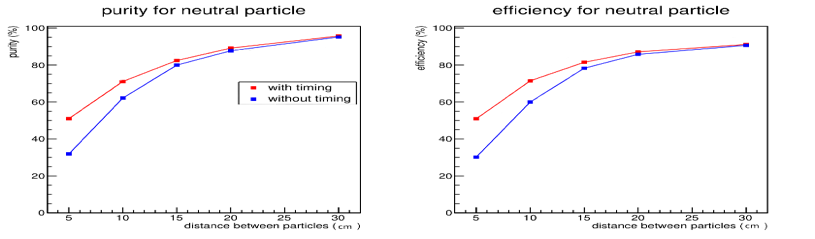 purity for neutral particle
purity (%)
100
80
60
40
20
0
with timing
without timing
5 10 15 20 25 30
distance between particles ( cm )
efficiency for neutral particle
efficiency (%)
100
80
60
40
20
0
5 10 15 20 25 30
distance between particles ( cm )